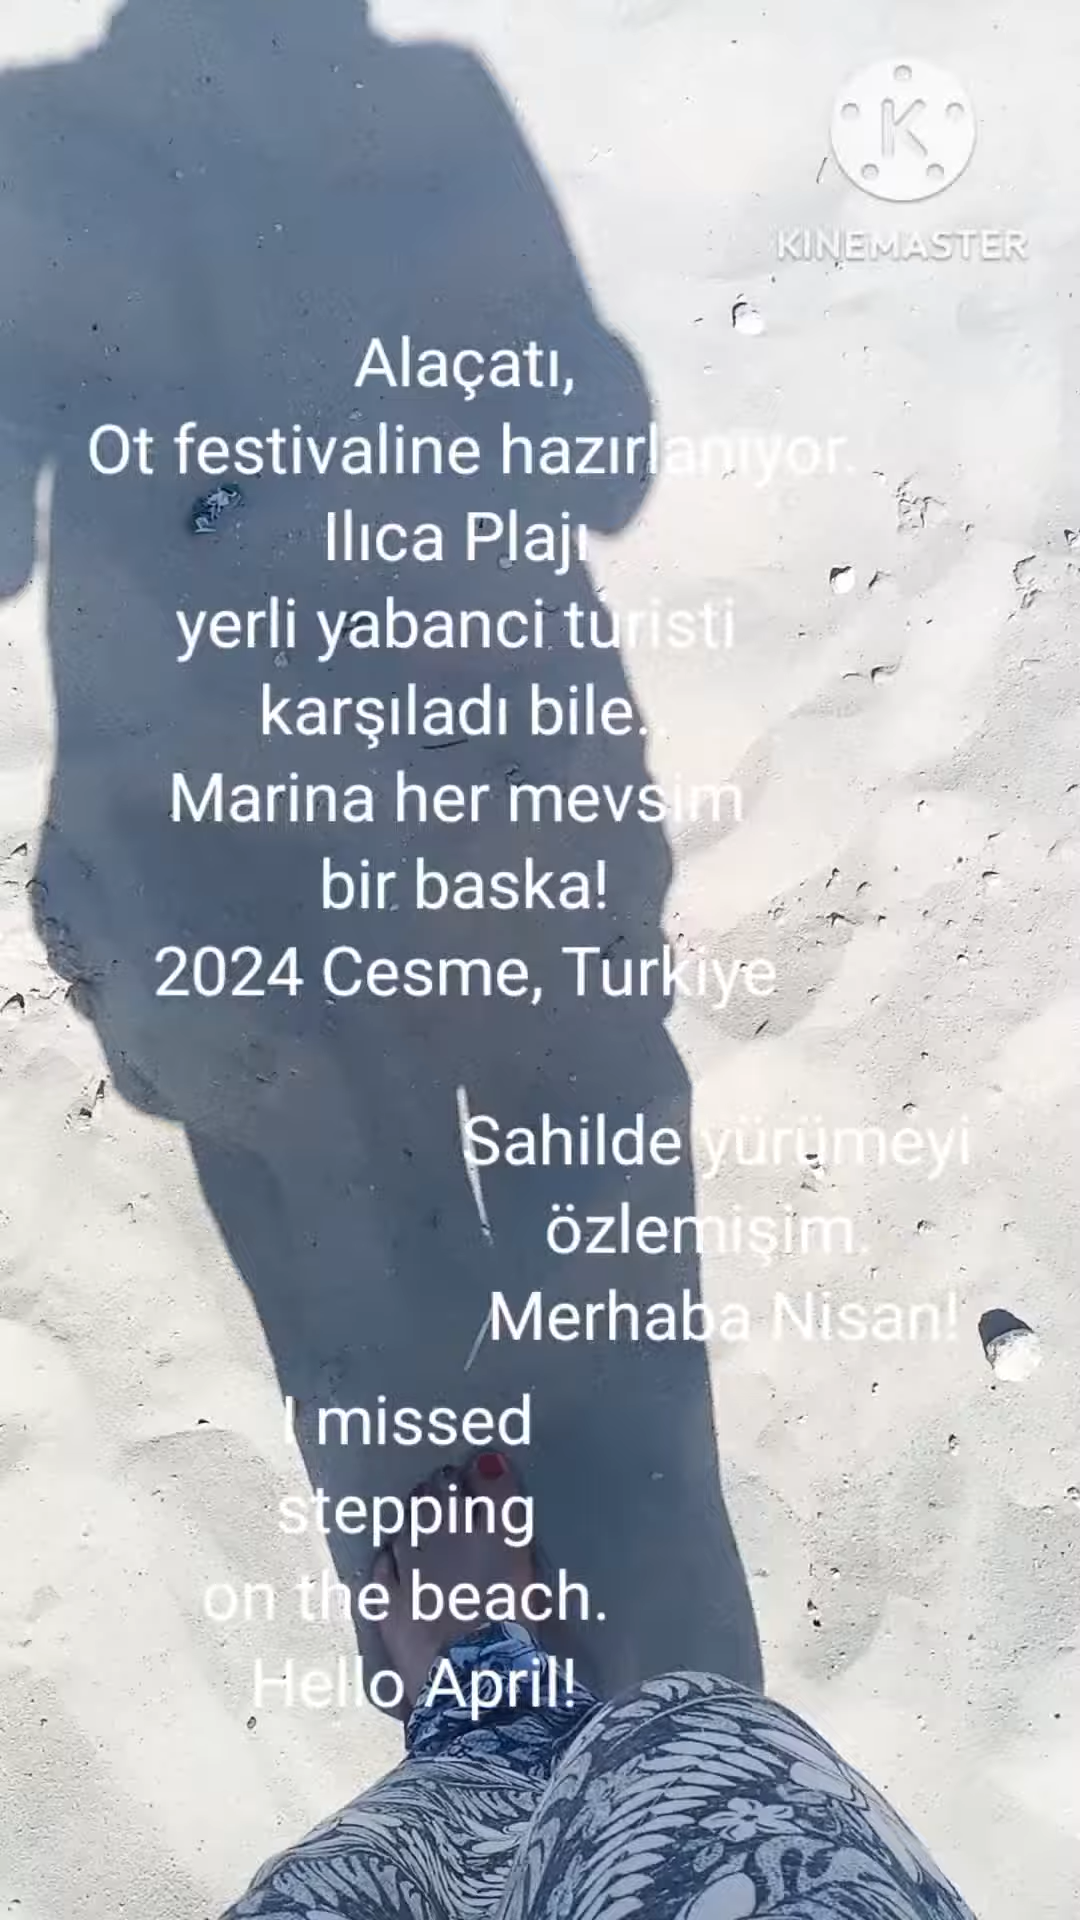 KINEMASTER
Alaçatı,
Ot festivaline hazırlanıyor.
Ilıca Plajı
yerli yabanci turisti
karşıladı bile..
Marina her mevsim
bir baska!
2024 Cesme, Turkiye
Sahilde yürümeyi
özlemişim.
Merhaba Nisan!
I missed
stepping
on the beach.
Hello April!